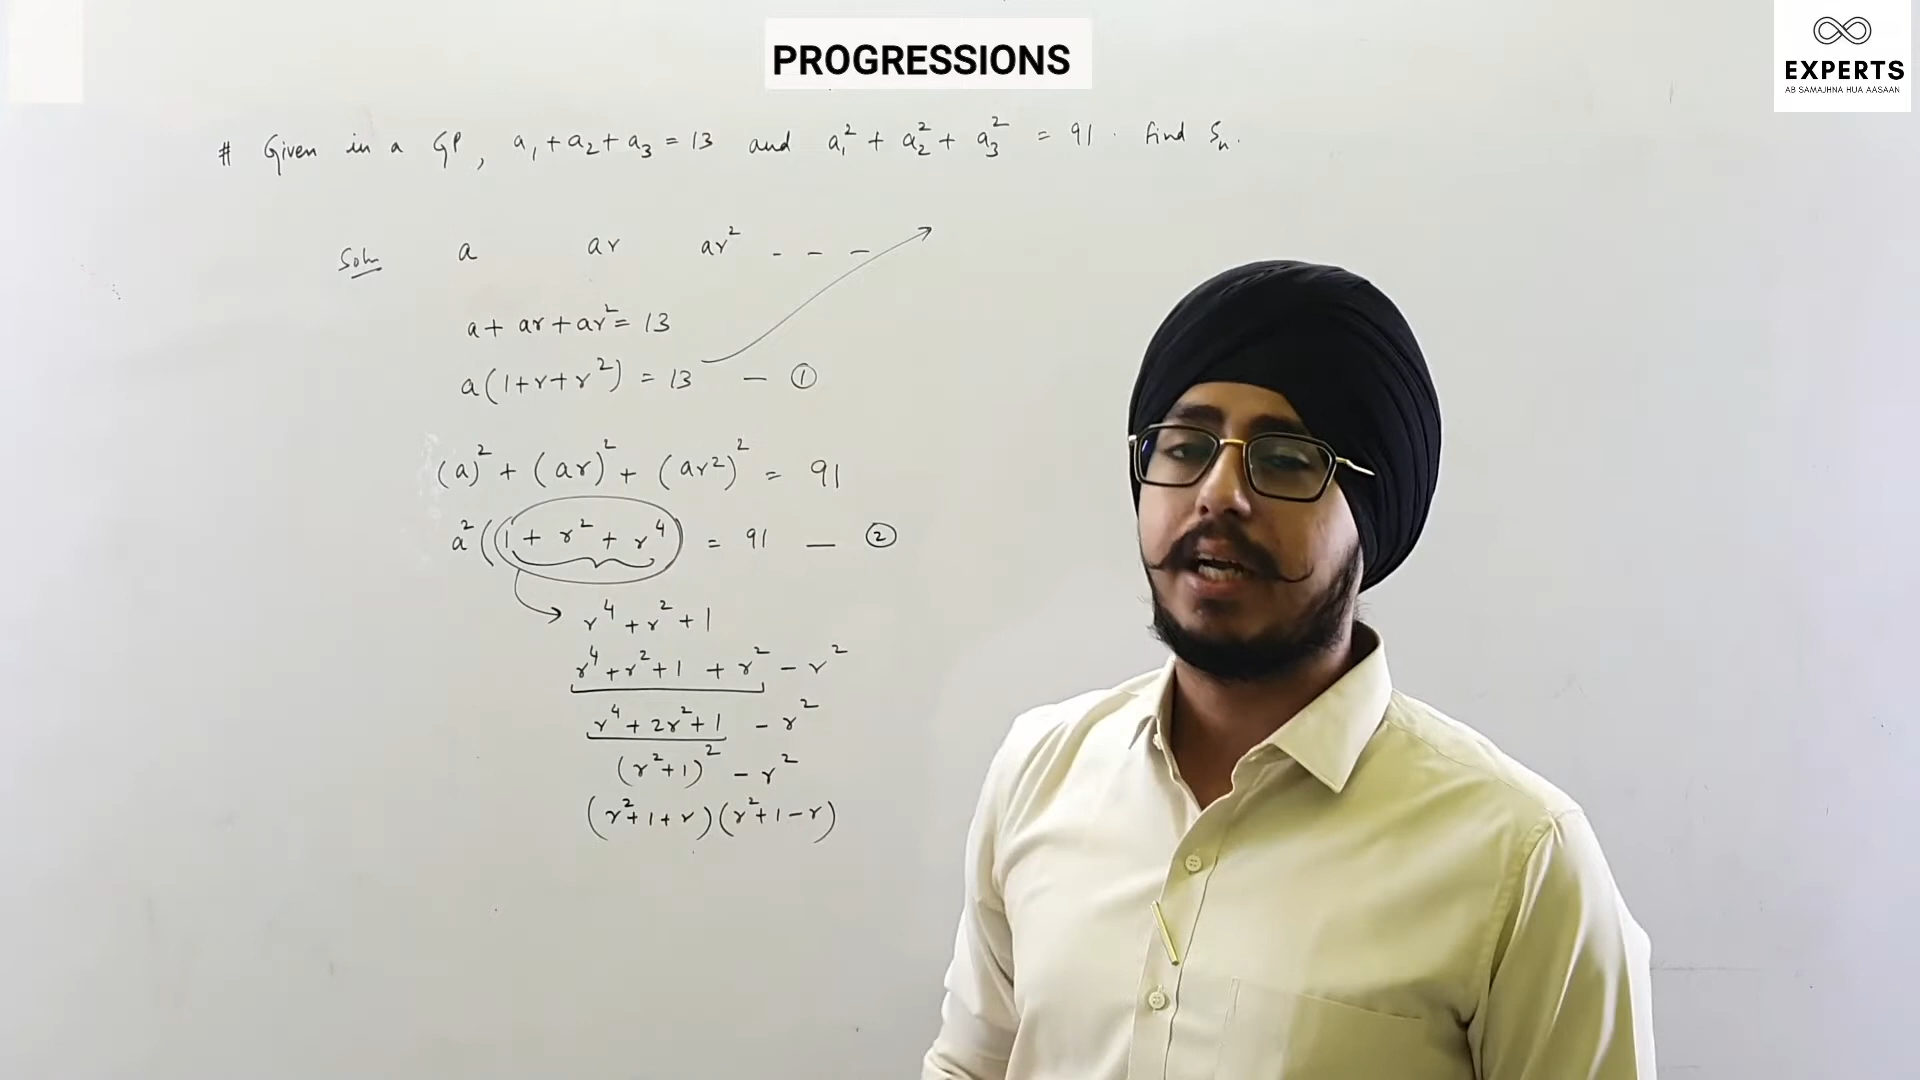 PROGRESSIONS
EXPERTS
AB SAMAJHNA HUA AASAAN
# Given in a GP, a₁ + a₂ + a₃ = 13 and a₁² + a₂² + a₃² = 91. find Sₙ.
Soln a ar ar² - - -
a + ar + ar² = 13
a(1+r+r²) = 13 — ①
(a)² + (ar)² + (ar²)² = 91
a²(1 + r² + r⁴) = 91 — ②
r⁴ + r² + 1
r⁴ + r² + 1 + r² - r²
r⁴ + 2r² + 1 - r²
(r²+1)² - r²
(r²+1+r)(r²+1-r)